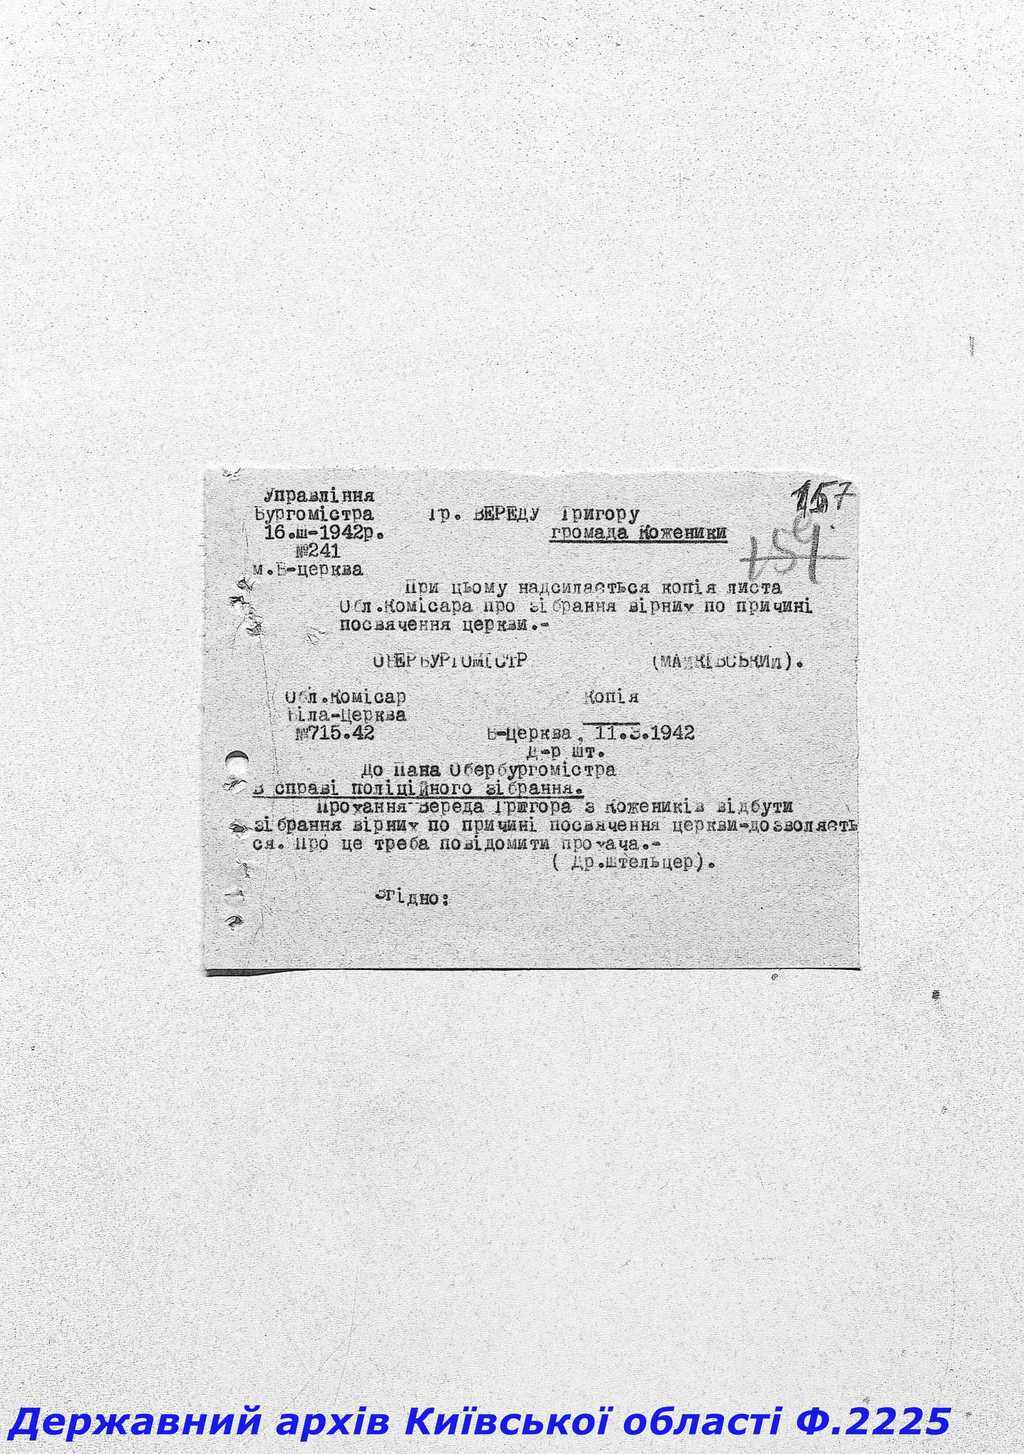 157
154
Управління
Бургомістра Гр. ВЕРЕДУ Григору
16.ш-1942р. громада Коженики
№241
м.Б-церква
При цьому надсилається копія листа
Обл.Комісара про зібрання вірних по причині
посвячення церкви.-
ОБЕРБУРГОМІСТР (МАЙКІВСЬКИЙ).
Обл.Комісар Копія
Біла-Церква
№715.42 Б-Церква, 11.3.1942
Д-р шт.
До Пана Обербургомістра
В справі поліційного зібрання.
Прохання Вереда Григора з Кожеників відбути
зібрання вірних по причині посвячення церкви-дозволяєть
ся. Про це треба повідомити прохача.-
( Др.Штельцер).
Згідно:
Державний архів Київської області Ф.2225